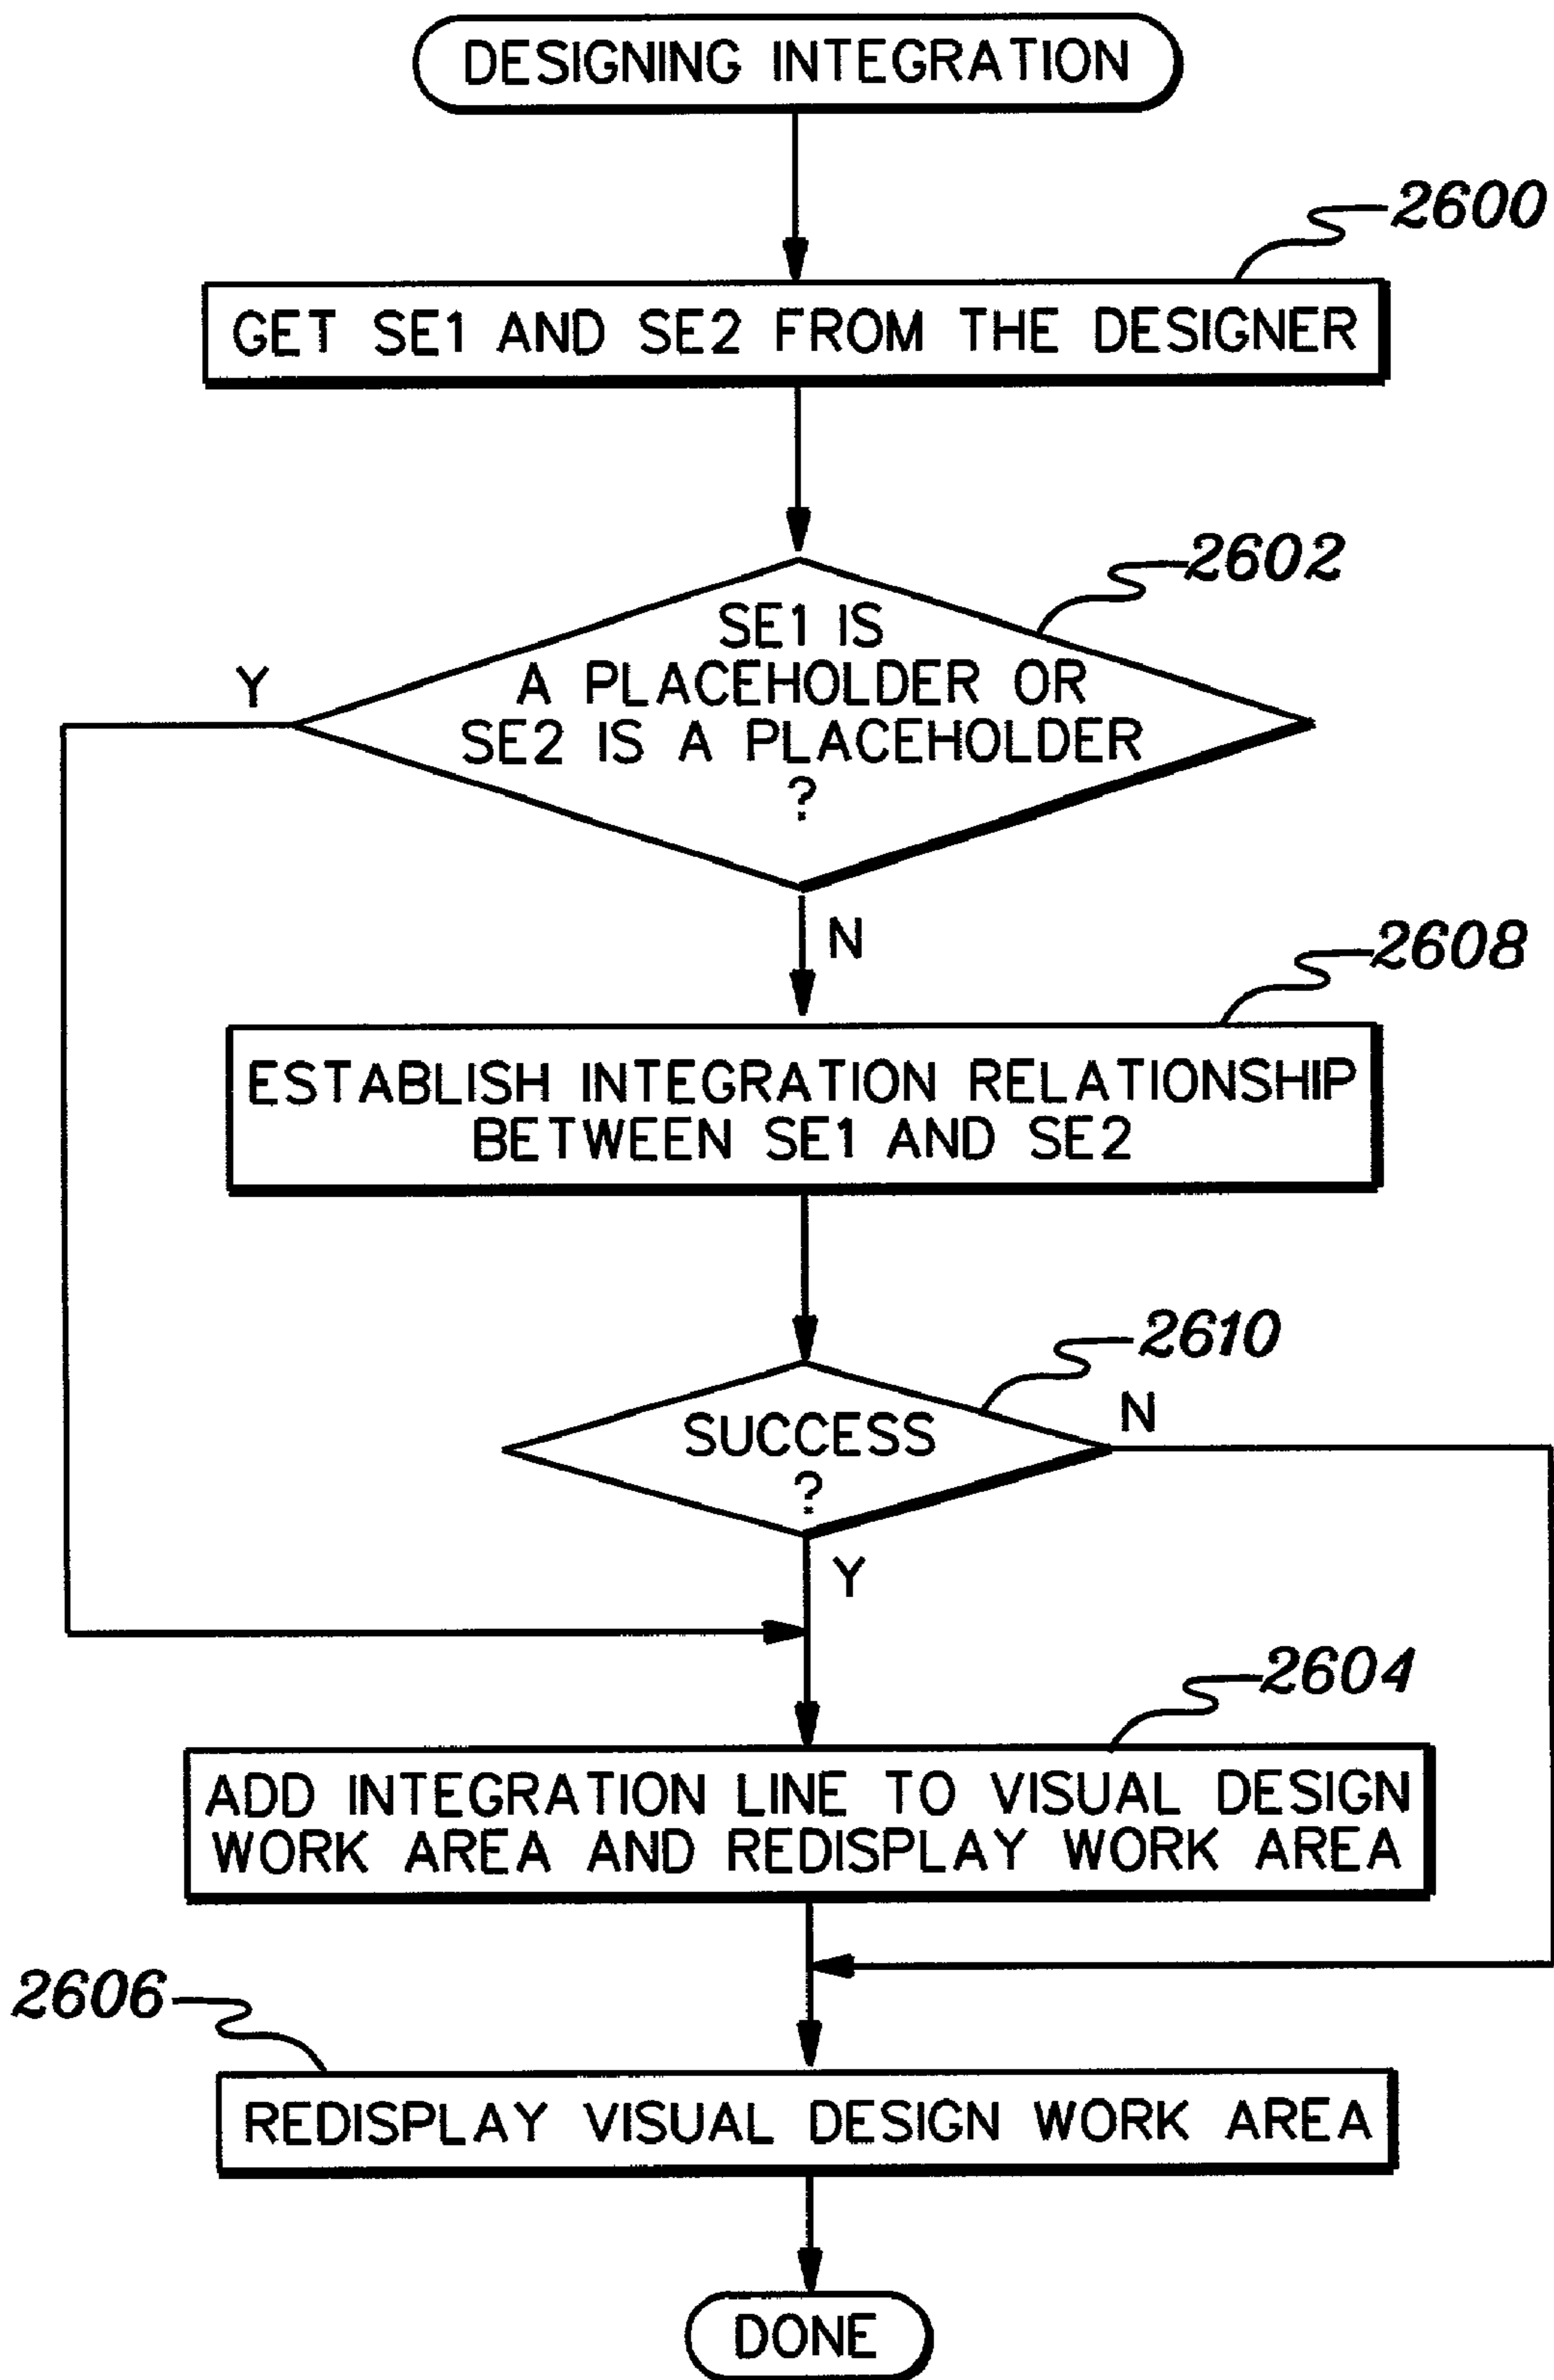 DESIGNING INTEGRATION
2600
GET SE1 AND SE2 FROM THE DESIGNER
2602
SE1 IS
A PLACEHOLDER OR
SE2 IS A PLACEHOLDER
?
Y
N
2608
ESTABLISH INTEGRATION RELATIONSHIP
BETWEEN SE1 AND SE2
2610
SUCCESS
?
N
Y
2604
ADD INTEGRATION LINE TO VISUAL DESIGN
WORK AREA AND REDISPLAY WORK AREA
2606
REDISPLAY VISUAL DESIGN WORK AREA
DONE